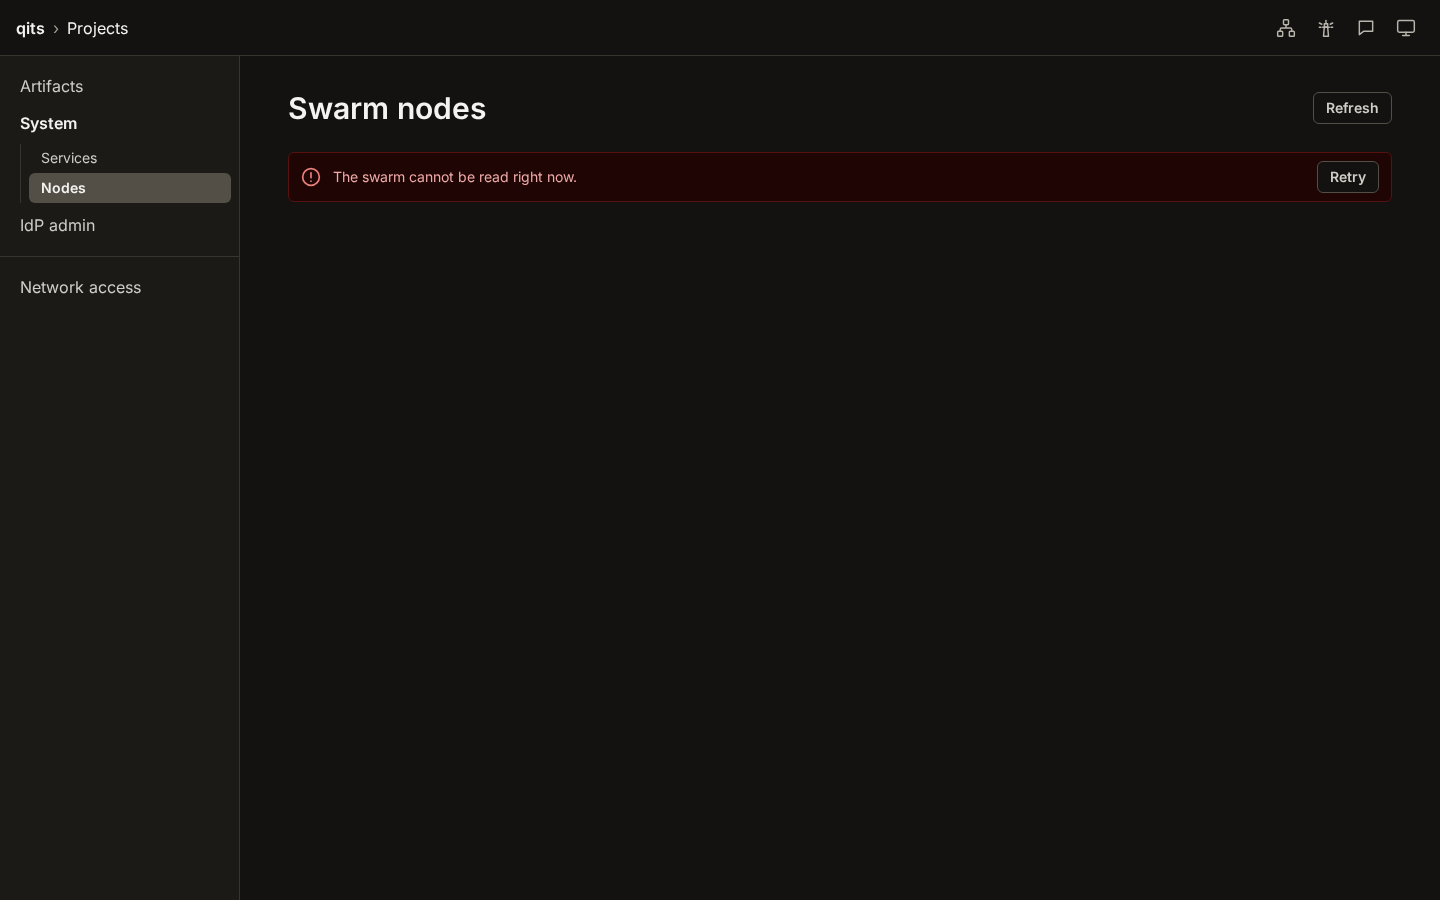 qits › Projects
Artifacts
System
Services
Nodes
IdP admin
Network access
Swarm nodes
Refresh
The swarm cannot be read right now.
Retry